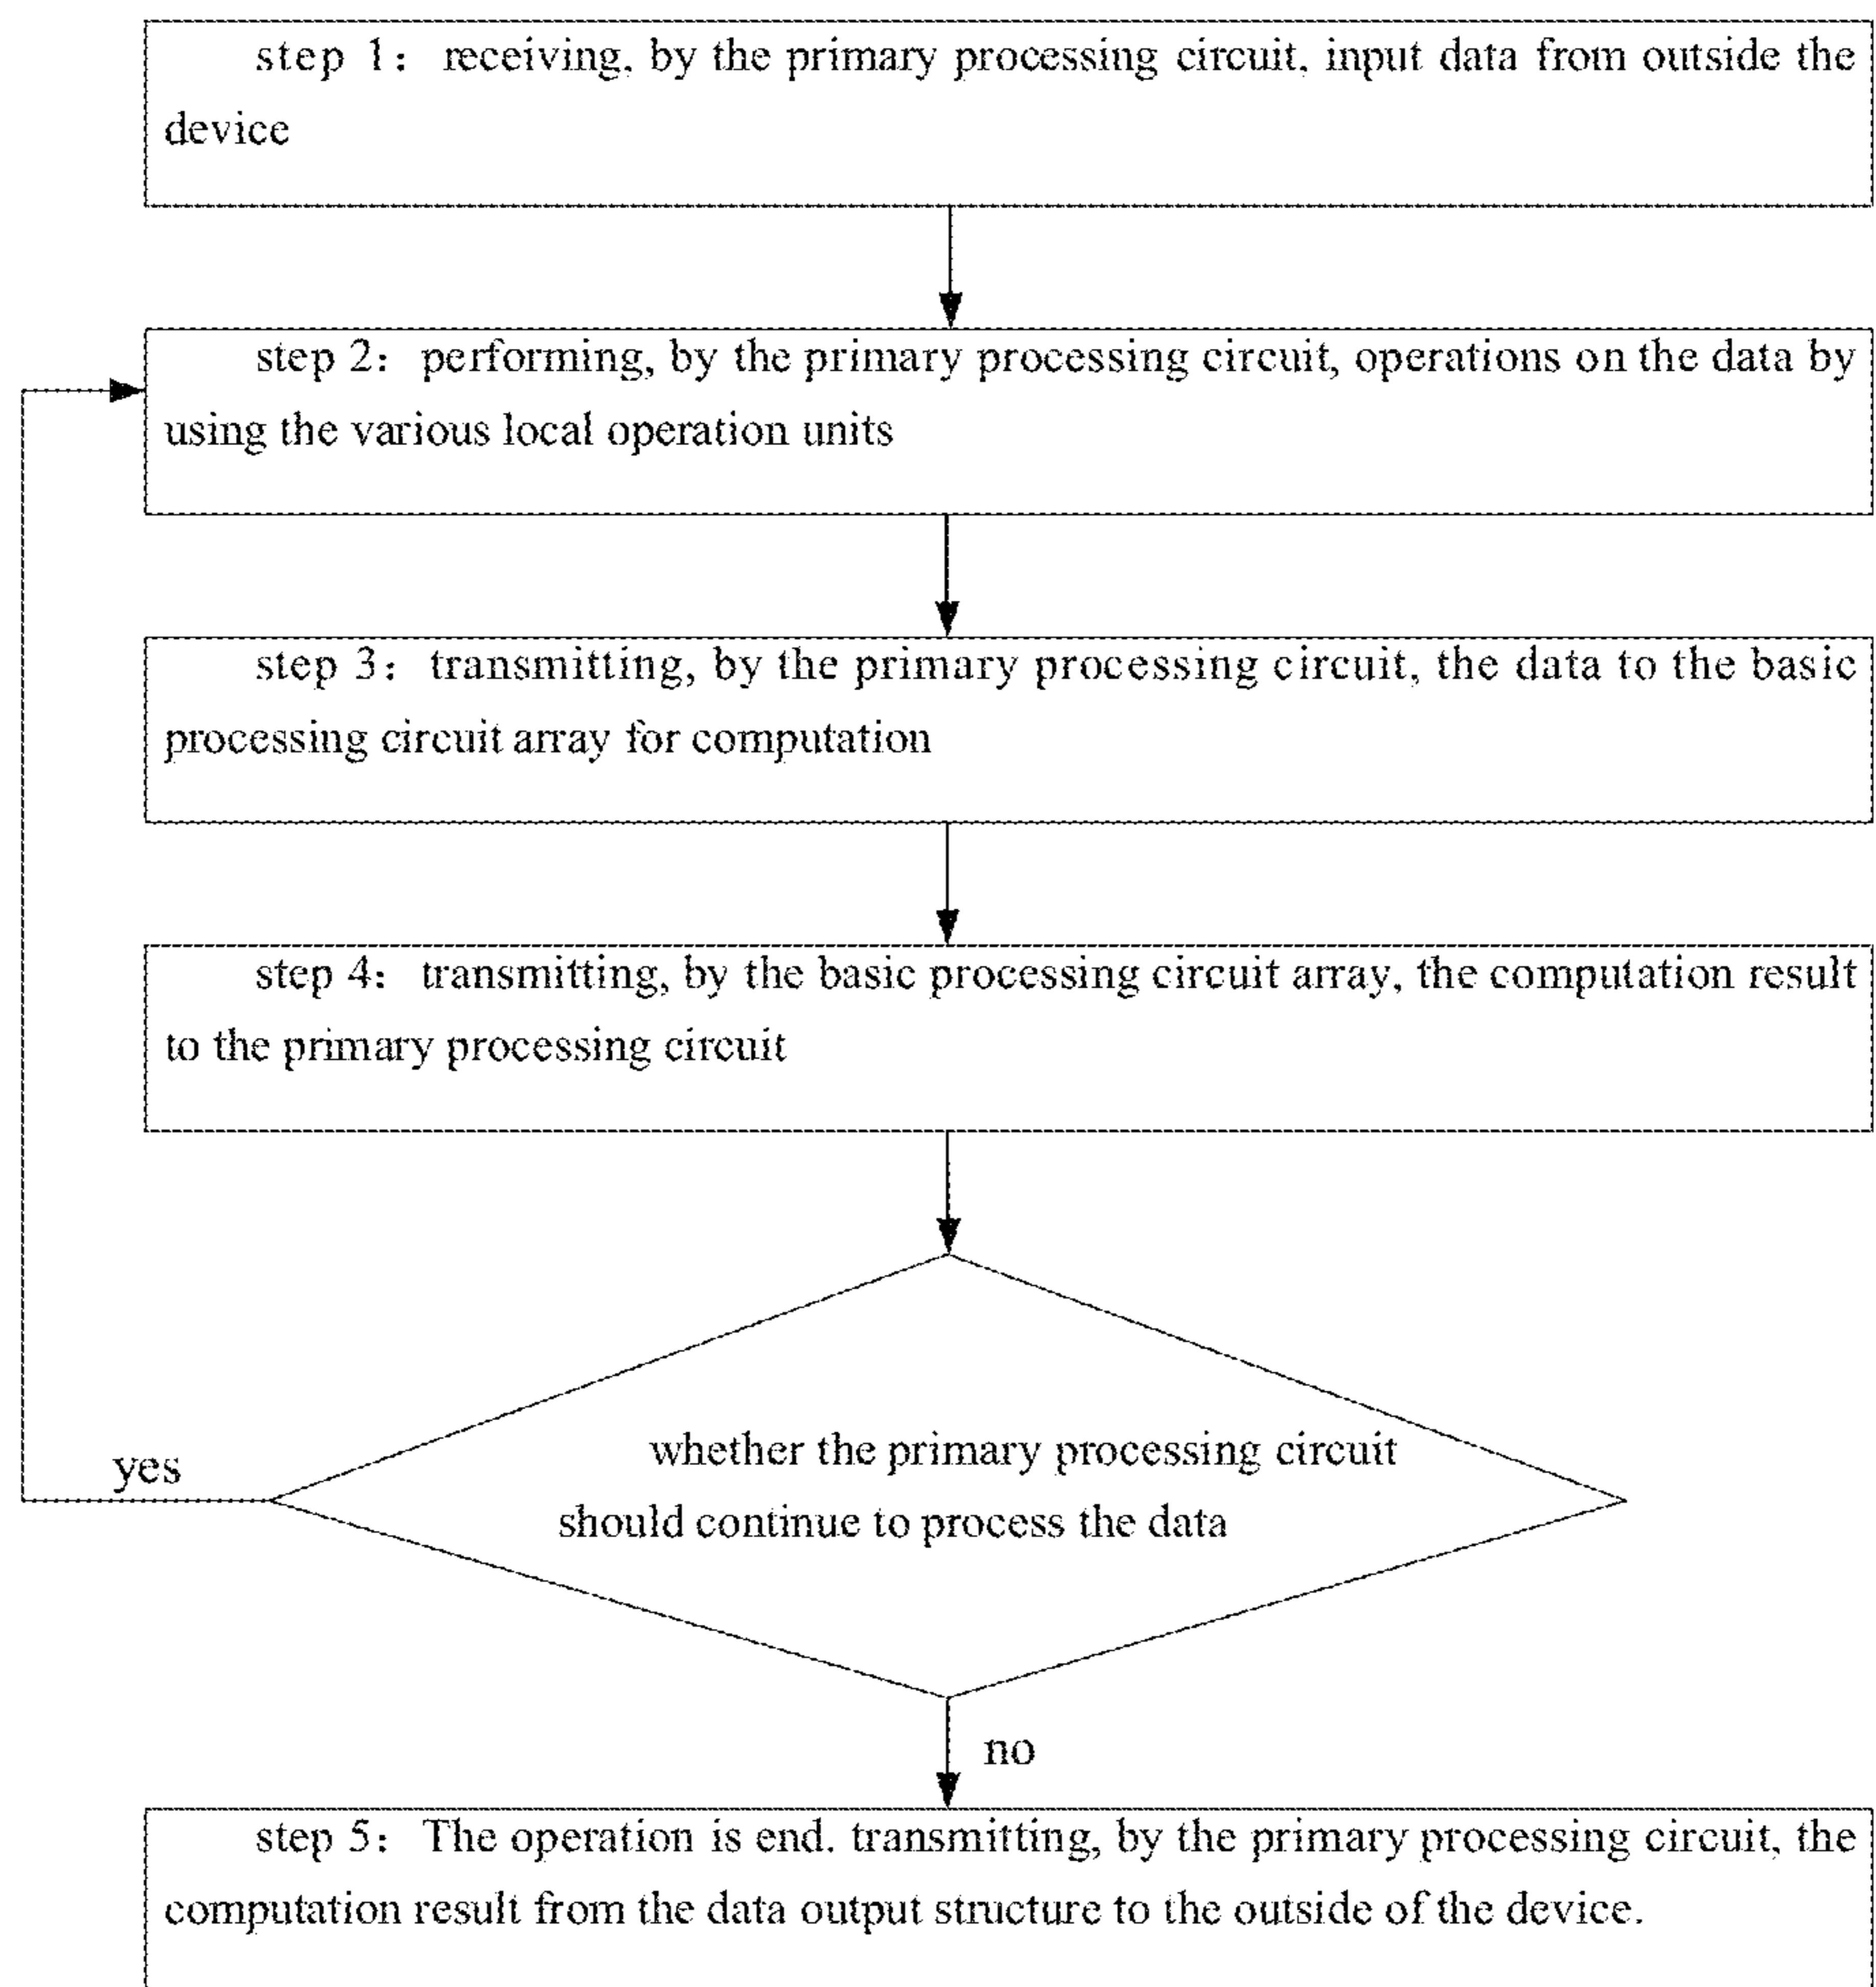 step 1：receiving, by the primary processing circuit, input data from outside the
device
step 2：performing, by the primary processing circuit, operations on the data by
using the various local operation units
step 3：transmitting, by the primary processing circuit, the data to the basic
processing circuit array for computation
step 4：transmitting, by the basic processing circuit array, the computation result
to the primary processing circuit
whether the primary processing circuit
yes
should continue to process the data
no
step 5：The operation is end. transmitting, by the primary processing circuit, the
computation result from the data output structure to the outside of the device.